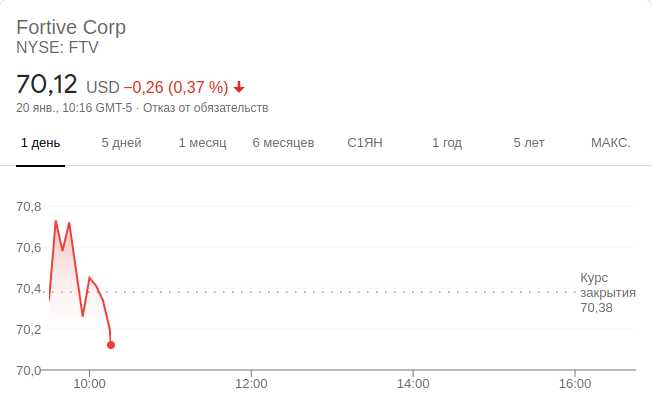 Fortive Corp
NYSE: FTV
70,12 USD −0,26 (0,37 %)
20 янв., 10:16 GMT-5 · Отказ от обязательств
1 день 5 дней 1 месяц 6 месяцев С1ЯН 1 год 5 лет МАКС.
70,8
70,6
70,4
70,2
70,0
Курс
закрытия
70,38
10:00 12:00 14:00 16:00